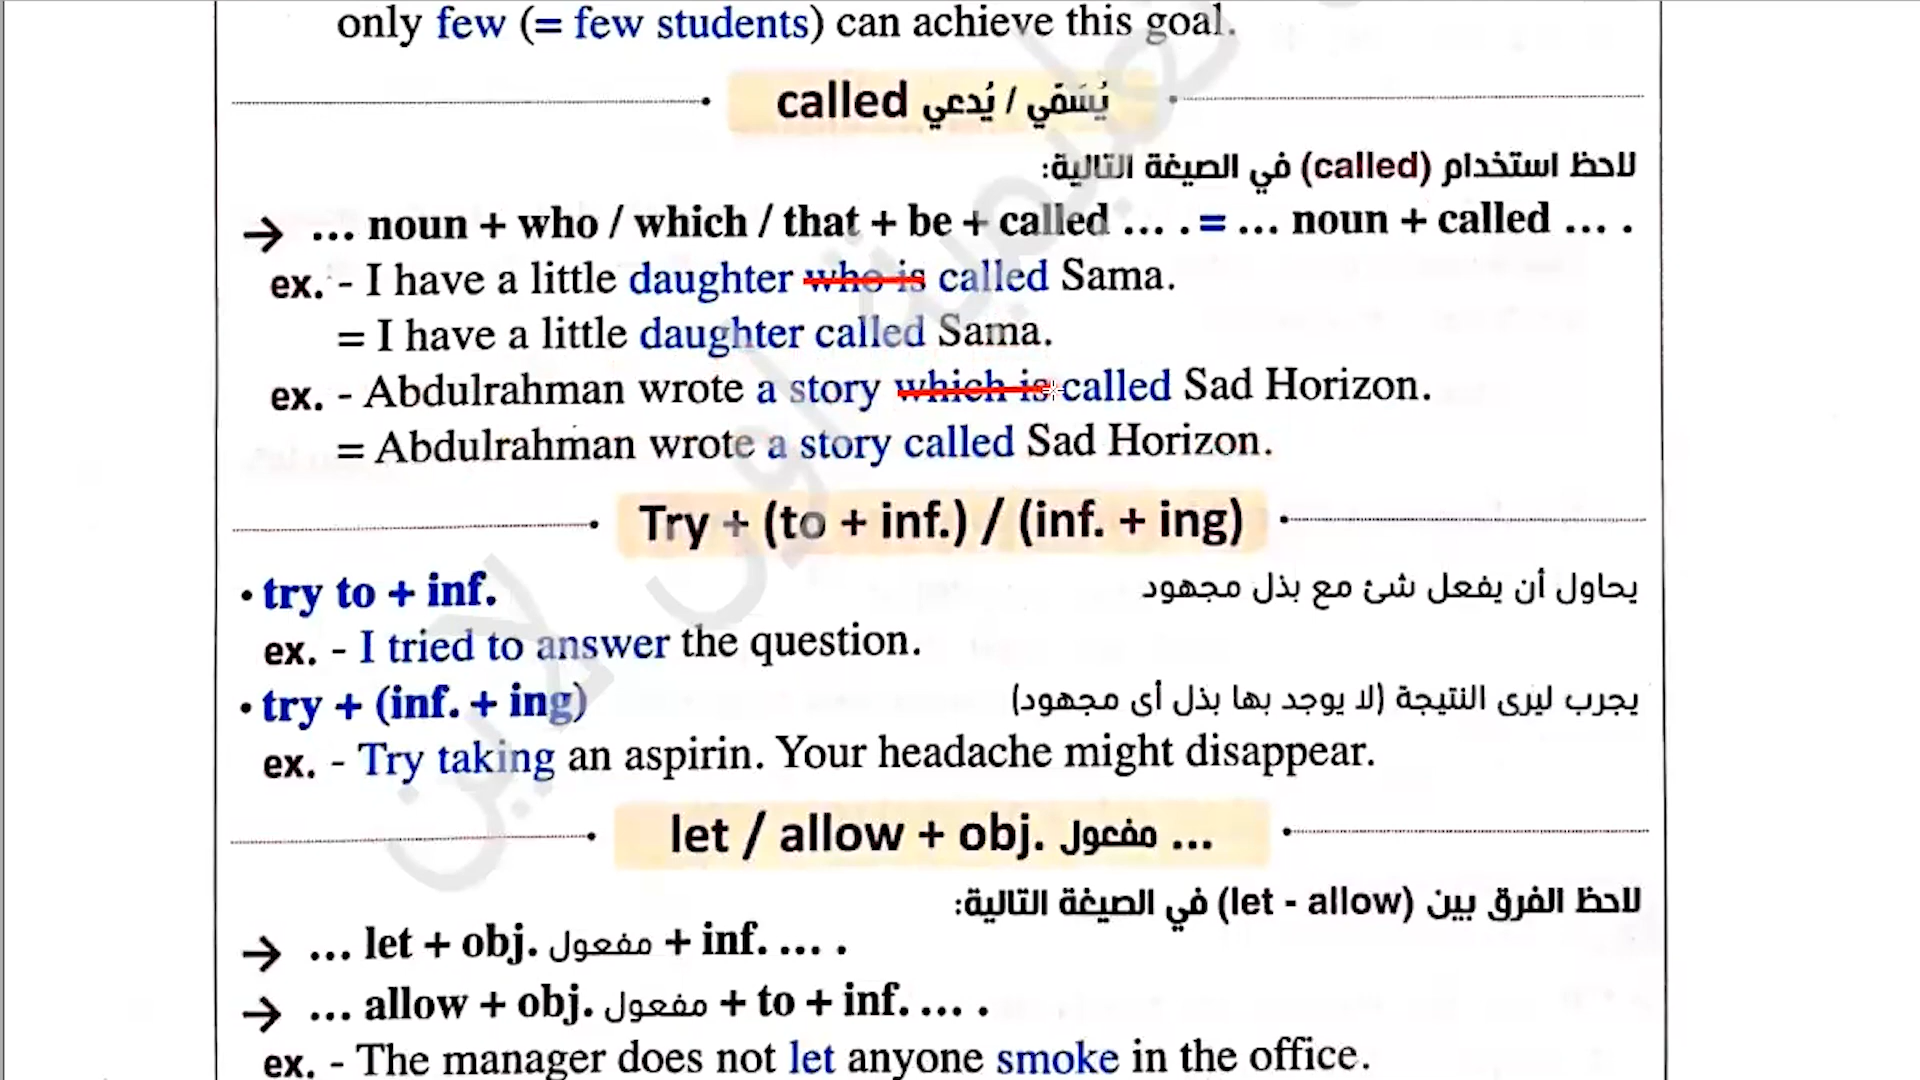 only few (= few students) can achieve this goal.
called يُسَمَّي / يُدعي
لاحظ استخدام (called) في الصيغة التالية:
→ ... noun + who / which / that + be + called ... . = ... noun + called ... .
ex. - I have a little daughter who is called Sama.
= I have a little daughter called Sama.
ex. - Abdulrahman wrote a story which is called Sad Horizon.
= Abdulrahman wrote a story called Sad Horizon.
Try + (to + inf.) / (inf. + ing)
• try to + inf. يحاول أن يفعل شئ مع بذل مجهود
ex. - I tried to answer the question.
• try + (inf. + ing) يجرب ليرى النتيجة (لا يوجد بها بذل أى مجهود)
ex. - Try taking an aspirin. Your headache might disappear.
let / allow + obj. مفعول ...
لاحظ الفرق بين (let - allow) في الصيغة التالية:
→ ... let + obj. مفعول + inf. ... .
→ ... allow + obj. مفعول + to + inf. ... .
ex. - The manager does not let anyone smoke in the office.